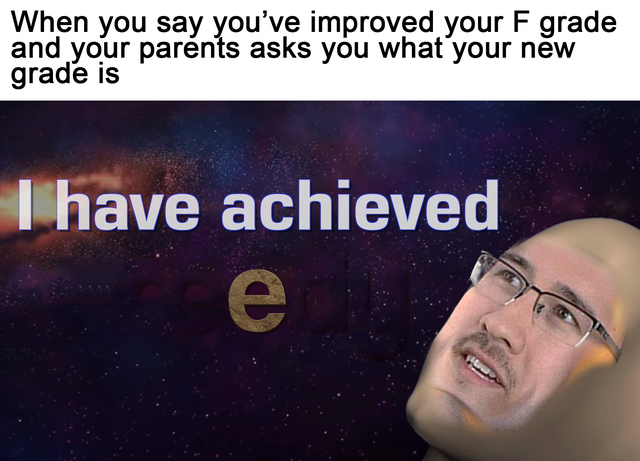 When you say you’ve improved your F grade
and your parents asks you what your new
grade is
I have achieved
e